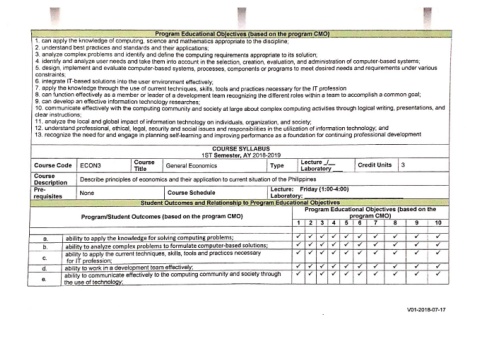 Program Educational Objectives (based on the program CMO)
1. can apply the knowledge of computing, science and mathematics appropriate to the discipline;
2. understand best practices and standards and their applications;
3. analyze complex problems and identify and define the computing requirements appropriate to its solution;
4. identify and analyze user needs and take them into account in the selection, creation, evaluation, and administration of computer-based systems;
5. design, implement and evaluate computer-based systems, processes, components or programs to meet desired needs and requirements under various
constraints;
6. integrate IT-based solutions into the user environment effectively;
7. apply the knowledge through the use of current techniques, skills, tools and practices necessary for the IT profession
8. can function effectively as a member or leader of a development team recognizing the different roles within a team to accomplish a common goal;
9. can develop an effective information technology researches;
10. communicate effectively with the computing community and society at large about complex computing activities through logical writing, presentations, and
clear instructions;
11. analyze the local and global impact of information technology on individuals, organization, and society;
12. understand professional, ethical, legal, security and social issues and responsibilities in the utilization of information technology; and
13. recognize the need for and engage in planning self-learning and improving performance as a foundation for continuing professional development
COURSE SYLLABUS
1ST Semester, AY 2018-2019
Course Code ECON3 Course Title General Economics Type Lecture _/__ Laboratory ___ Credit Units 3
Course Description Describe principles of economics and their application to current situation of the Philippines
Pre-requisites None Course Schedule Lecture: Friday (1:00-4:00)
Laboratory:
Student Outcomes and Relationship to Program Educational Objectives
Program/Student Outcomes (based on the program CMO) Program Educational Objectives (based on the program CMO)
1 2 3 4 5 6 7 8 9 10
a. ability to apply the knowledge for solving computing problems; ✓ ✓ ✓ ✓ ✓ ✓ ✓ ✓ ✓ ✓
b. ability to analyze complex problems to formulate computer-based solutions; ✓ ✓ ✓ ✓ ✓ ✓ ✓ ✓ ✓ ✓
c. ability to apply the current techniques, skills, tools and practices necessary
for IT profession; ✓ ✓ ✓ ✓ ✓ ✓ ✓ ✓ ✓ ✓
d. ability to work in a development team effectively; ✓ ✓ ✓ ✓ ✓ ✓ ✓ ✓ ✓ ✓
e. ability to communicate effectively to the computing community and society through
the use of technology; ✓ ✓ ✓ ✓ ✓ ✓ ✓ ✓ ✓ ✓
V01-2018-07-17